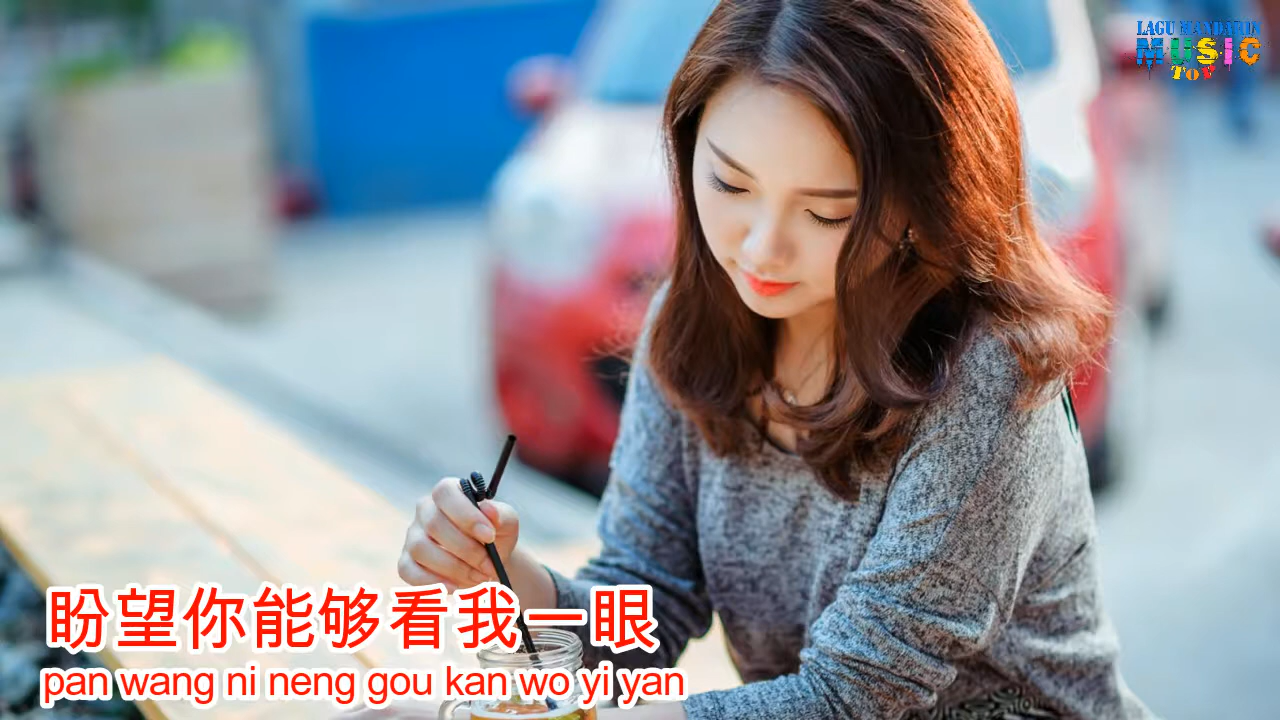 LAGU MANDARIN
MUSIC
ToV
盼望你能够看我一眼
pan wang ni neng gou kan wo yi yan